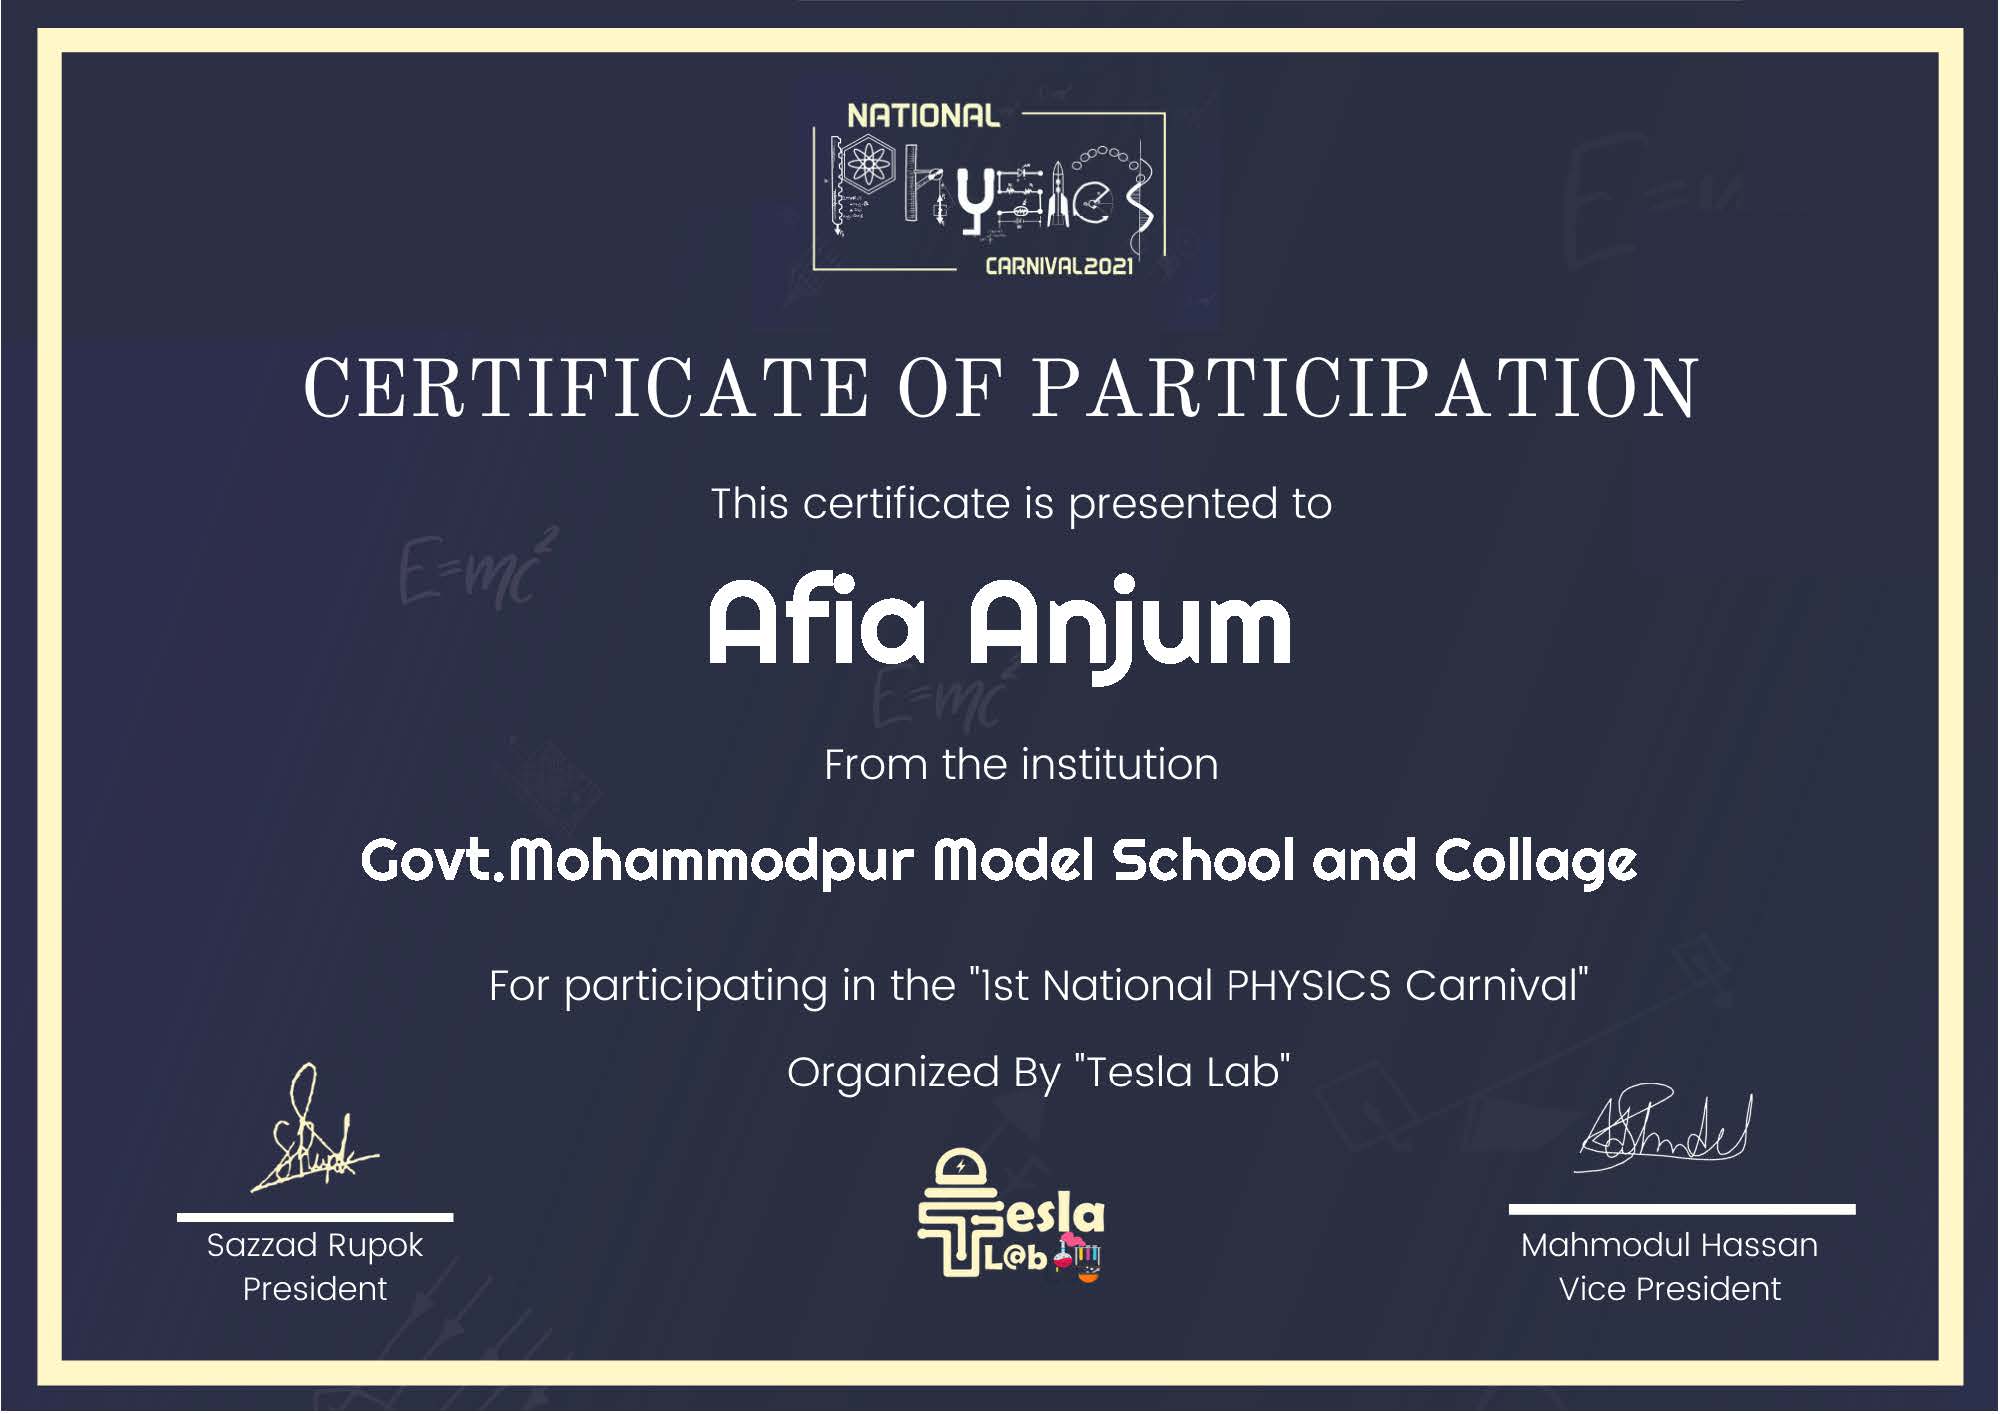 NATIONAL
Physics
CARNIVAL2021
CERTIFICATE OF PARTICIPATION
This certificate is presented to
E=mc²
Afia Anjum
E=mc²
From the institution
Govt.Mohammodpur Model School and Collage
For participating in the "1st National PHYSICS Carnival"
Organized By "Tesla Lab"
Tesla
L@b
Sazzad Rupok
President
Mahmodul Hassan
Vice President